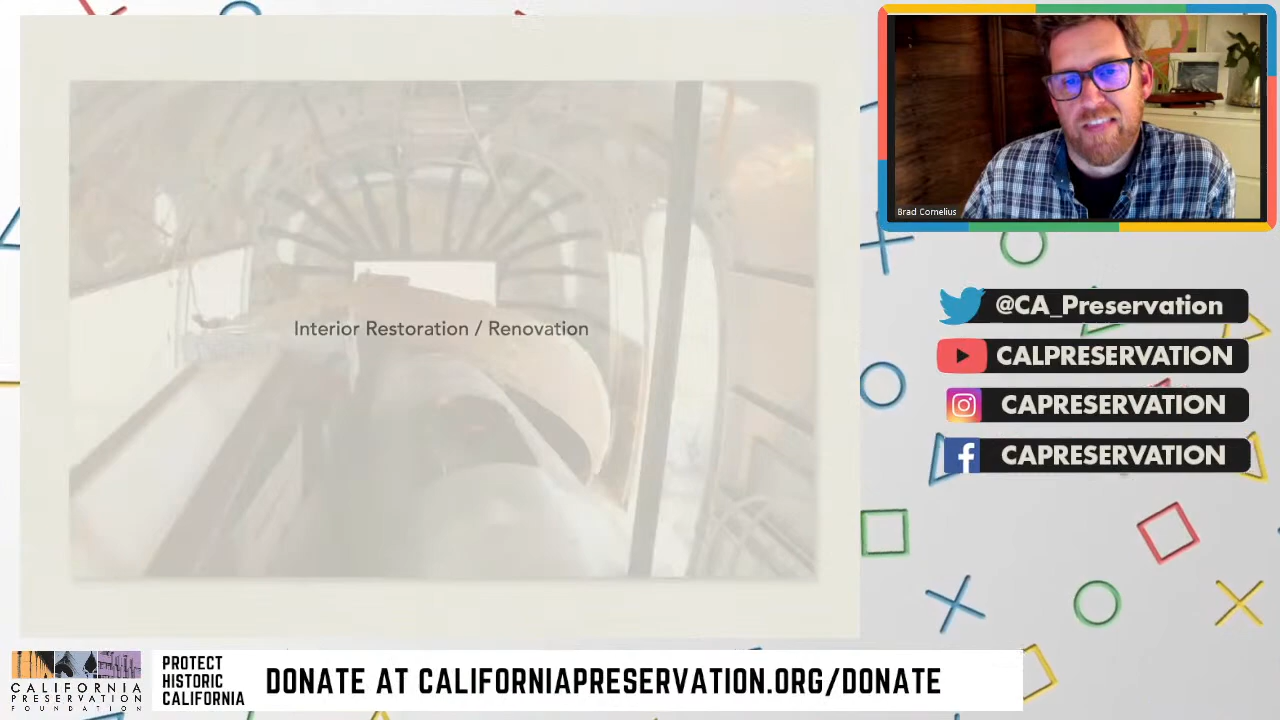 Interior Restoration / Renovation
Brad Cornelius
@CA_Preservation
CALPRESERVATION
CAPRESERVATION
CAPRESERVATION
CALIFORNIA
PRESERVATION
FOUNDATION
PROTECT
HISTORIC
CALIFORNIA
DONATE AT CALIFORNIAPRESERVATION.ORG/DONATE